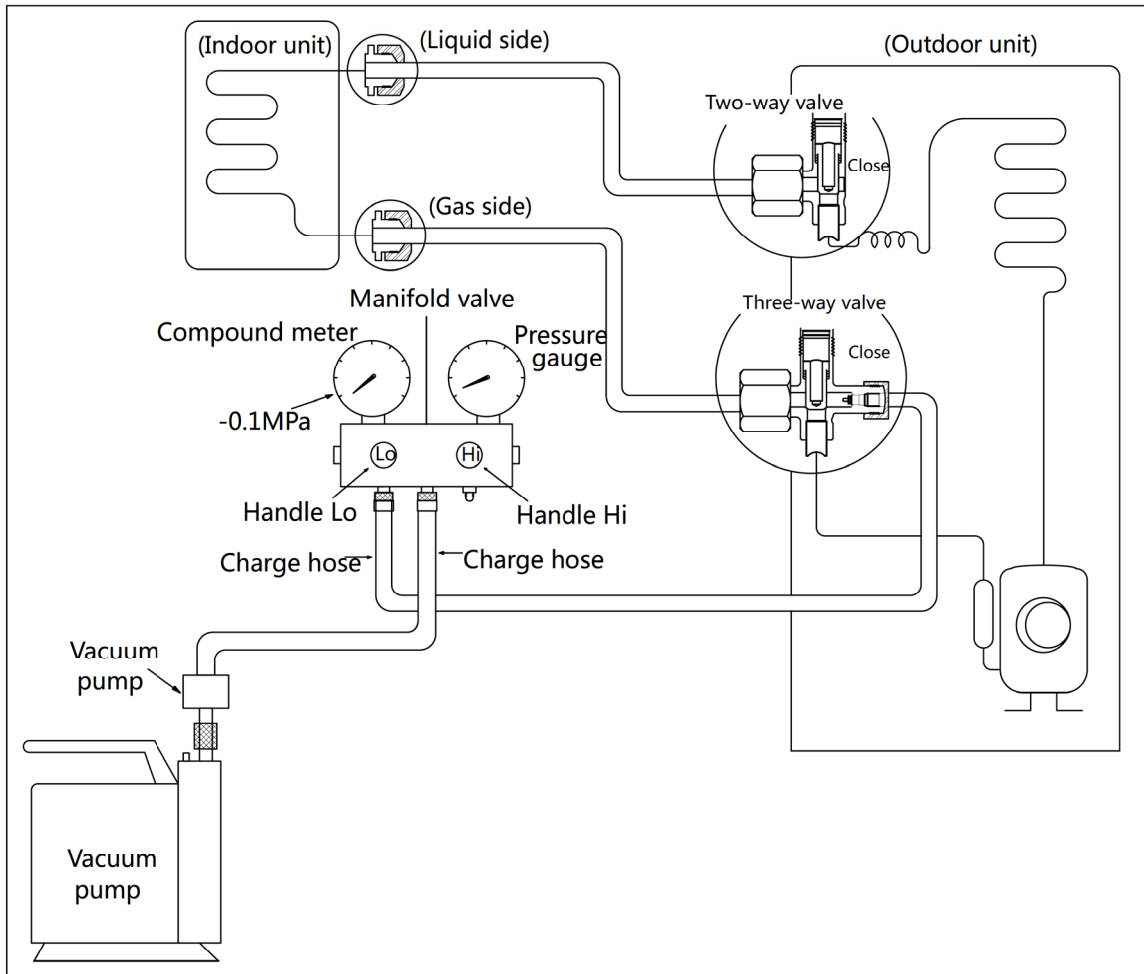 (Indoor unit)
(Liquid side)
(Outdoor unit)
Two-way valve
Close
(Gas side)
Manifold valve
Three-way valve
Close
Compound meter
Pressure
gauge
-0.1MPa
Lo
Hi
Handle Lo
Handle Hi
Charge hose
Charge hose
Vacuum
pump
Vacuum
pump